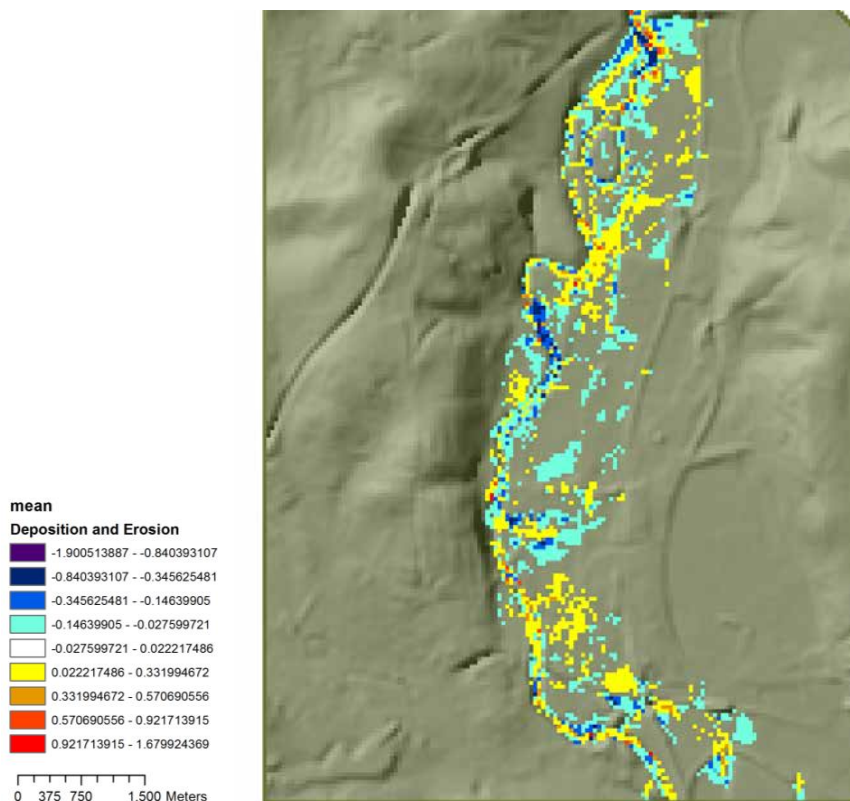 mean
Deposition and Erosion
-1.900513887 - -0.840393107
-0.840393107 - -0.345625481
-0.345625481 - -0.14639905
-0.14639905 - -0.027599721
-0.027599721 - 0.022217486
0.022217486 - 0.331994672
0.331994672 - 0.570690556
0.570690556 - 0.921713915
0.921713915 - 1.679924369
0 375 750 1.500 Meters